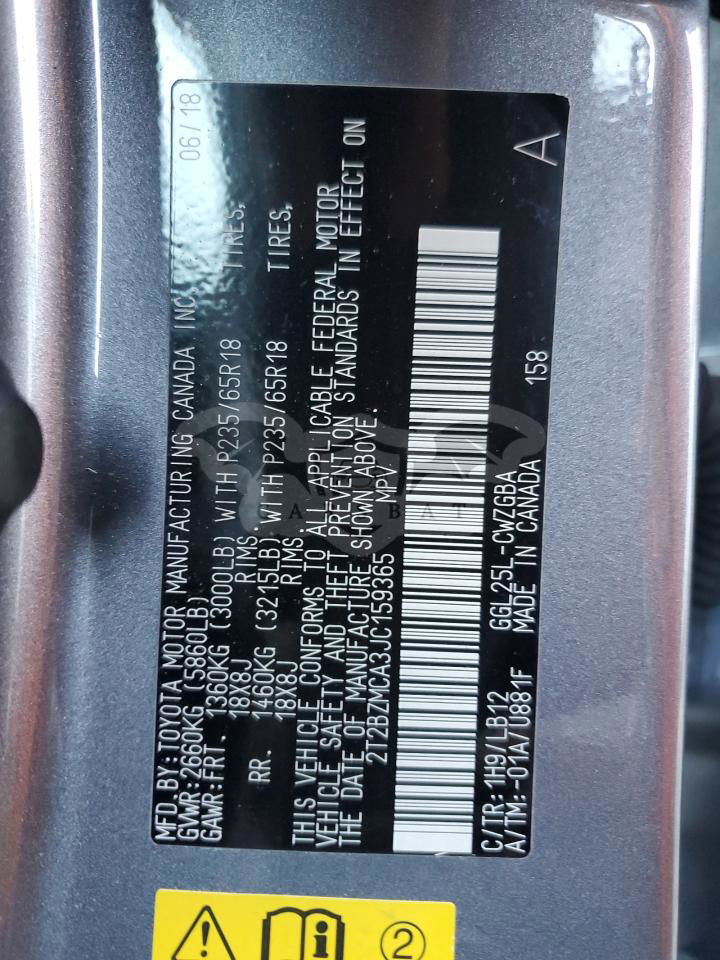 MFD.BY:TOYOTA MOTOR MANUFACTURING CANADA INC. 06/18
GVWR:2660KG (5860LB)
GAWR:FRT. 1360KG (3000LB) WITH P235/65R18 TIRES,
18X8J RIMS.
RR. 1460KG (3215LB) WITH P235/65R18 TIRES,
18X8J RIMS.
THIS VEHICLE CONFORMS TO ALL APPLICABLE FEDERAL MOTOR
VEHICLE SAFETY AND THEFT PREVENTION STANDARDS IN EFFECT ON
THE DATE OF MANUFACTURE SHOWN ABOVE.
2T2BZMCA3JC159365 MPV
C/TR:1H9/LB12 GGL25L-CWZGBA A
A/TM:-01A/U881F MADE IN CANADA 158
2